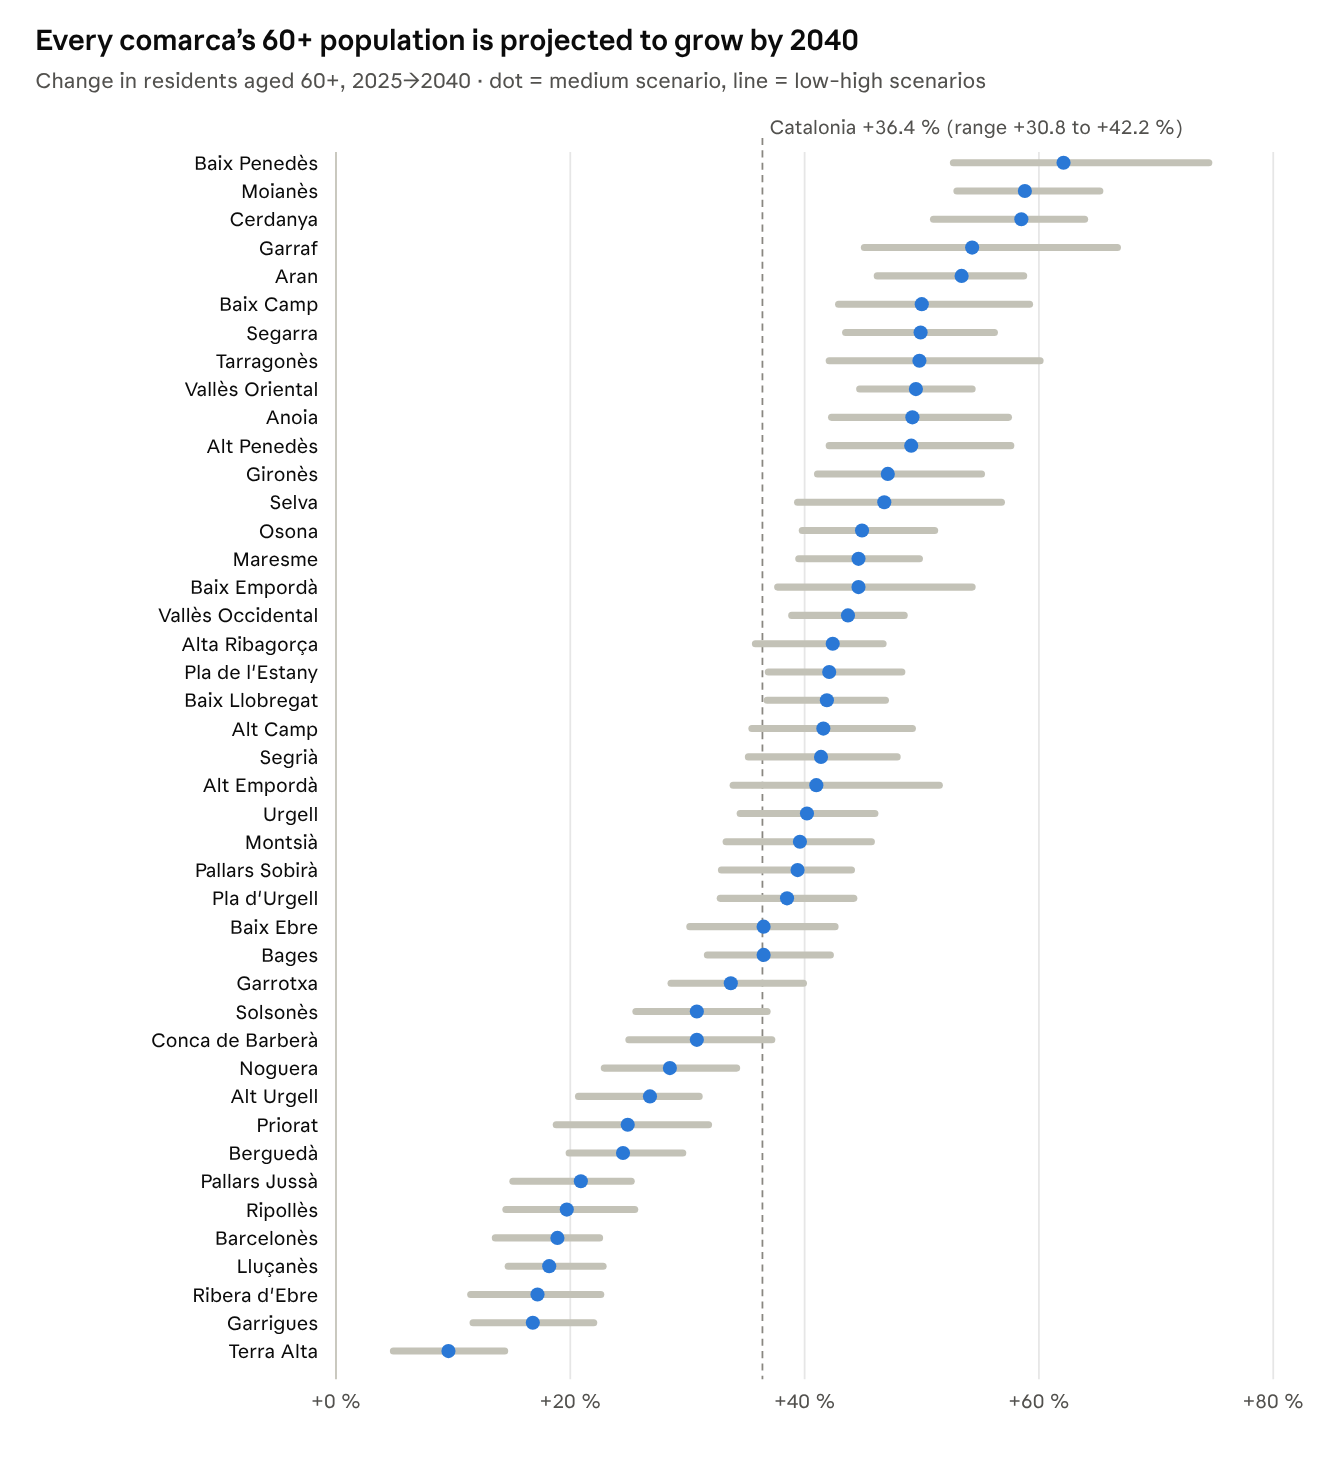 Every comarca’s 60+ population is projected to grow by 2040
Change in residents aged 60+, 2025→2040 · dot = medium scenario, line = low–high scenarios
Catalonia +36.4 % (range +30.8 to +42.2 %)
Baix Penedès
Moianès
Cerdanya
Garraf
Aran
Baix Camp
Segarra
Tarragonès
Vallès Oriental
Anoia
Alt Penedès
Gironès
Selva
Osona
Maresme
Baix Empordà
Vallès Occidental
Alta Ribagorça
Pla de l'Estany
Baix Llobregat
Alt Camp
Segrià
Alt Empordà
Urgell
Montsià
Pallars Sobirà
Pla d'Urgell
Baix Ebre
Bages
Garrotxa
Solsonès
Conca de Barberà
Noguera
Alt Urgell
Priorat
Berguedà
Pallars Jussà
Ripollès
Barcelonès
Lluçanès
Ribera d'Ebre
Garrigues
Terra Alta
+0 % +20 % +40 % +60 % +80 %